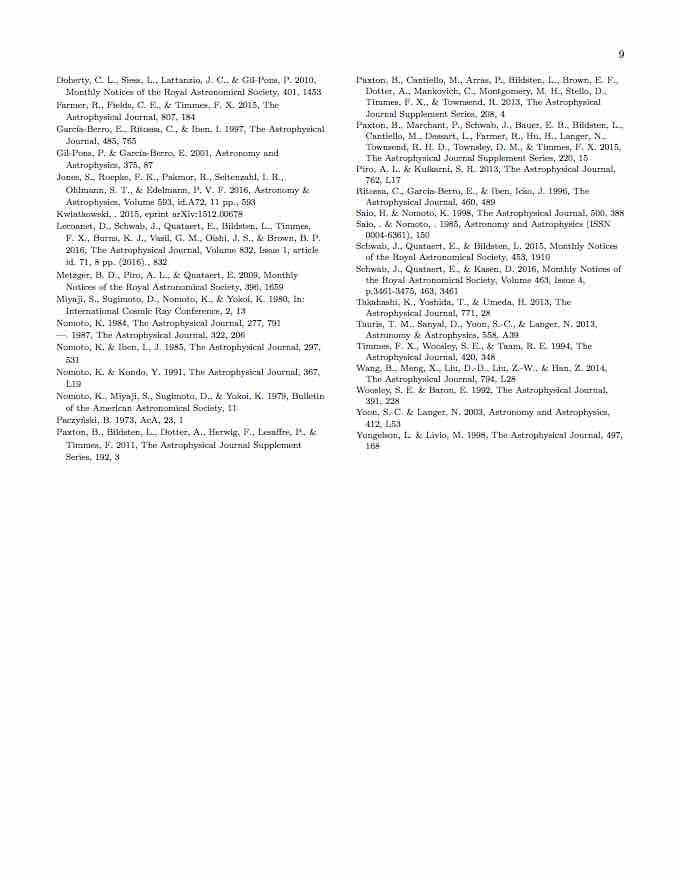 9
Doherty, C. L., Siess, L., Lattanzio, J. C., & Gil-Pons, P. 2010,
Monthly Notices of the Royal Astronomical Society, 401, 1453
Farmer, R., Fields, C. E., & Timmes, F. X. 2015, The
Astrophysical Journal, 807, 184
García-Berro, E., Ritossa, C., & Iben, I. 1997, The Astrophysical
Journal, 485, 765
Gil-Pons, P. & García-Berro, E. 2001, Astronomy and
Astrophysics, 375, 87
Jones, S., Roepke, F. K., Pakmor, R., Seitenzahl, I. R.,
Ohlmann, S. T., & Edelmann, P. V. F. 2016, Astronomy &
Astrophysics, Volume 593, id.A72, 11 pp., 593
Kwiatkowski, . 2015, eprint arXiv:1512.00678
Lecoanet, D., Schwab, J., Quataert, E., Bildsten, L., Timmes,
F. X., Burns, K. J., Vasil, G. M., Oishi, J. S., & Brown, B. P.
2016, The Astrophysical Journal, Volume 832, Issue 1, article
id. 71, 8 pp. (2016)., 832
Metzger, B. D., Piro, A. L., & Quataert, E. 2009, Monthly
Notices of the Royal Astronomical Society, 396, 1659
Miyaji, S., Sugimoto, D., Nomoto, K., & Yokoi, K. 1980, In:
International Cosmic Ray Conference, 2, 13
Nomoto, K. 1984, The Astrophysical Journal, 277, 791
—. 1987, The Astrophysical Journal, 322, 206
Nomoto, K. & Iben, I., J. 1985, The Astrophysical Journal, 297,
531
Nomoto, K. & Kondo, Y. 1991, The Astrophysical Journal, 367,
L19
Nomoto, K., Miyaji, S., Sugimoto, D., & Yokoi, K. 1979, Bulletin
of the American Astronomical Society, 11
Paczyński, B. 1973, AcA, 23, 1
Paxton, B., Bildsten, L., Dotter, A., Herwig, F., Lesaffre, P., &
Timmes, F. 2011, The Astrophysical Journal Supplement
Series, 192, 3
Paxton, B., Cantiello, M., Arras, P., Bildsten, L., Brown, E. F.,
Dotter, A., Mankovich, C., Montgomery, M. H., Stello, D.,
Timmes, F. X., & Townsend, R. 2013, The Astrophysical
Journal Supplement Series, 208, 4
Paxton, B., Marchant, P., Schwab, J., Bauer, E. B., Bildsten, L.,
Cantiello, M., Dessart, L., Farmer, R., Hu, H., Langer, N.,
Townsend, R. H. D., Townsley, D. M., & Timmes, F. X. 2015,
The Astrophysical Journal Supplement Series, 220, 15
Piro, A. L. & Kulkarni, S. R. 2013, The Astrophysical Journal,
762, L17
Ritossa, C., Garcia-Berro, E., & Iben, Icko, J. 1996, The
Astrophysical Journal, 460, 489
Saio, H. & Nomoto, K. 1998, The Astrophysical Journal, 500, 388
Saio, . & Nomoto, . 1985, Astronomy and Astrophysics (ISSN
0004-6361), 150
Schwab, J., Quataert, E., & Bildsten, L. 2015, Monthly Notices
of the Royal Astronomical Society, 453, 1910
Schwab, J., Quataert, E., & Kasen, D. 2016, Monthly Notices of
the Royal Astronomical Society, Volume 463, Issue 4,
p.3461-3475, 463, 3461
Takahashi, K., Yoshida, T., & Umeda, H. 2013, The
Astrophysical Journal, 771, 28
Tauris, T. M., Sanyal, D., Yoon, S.-C., & Langer, N. 2013,
Astronomy & Astrophysics, 558, A39
Timmes, F. X., Woosley, S. E., & Taam, R. E. 1994, The
Astrophysical Journal, 420, 348
Wang, B., Meng, X., Liu, D.-D., Liu, Z.-W., & Han, Z. 2014,
The Astrophysical Journal, 794, L28
Woosley, S. E. & Baron, E. 1992, The Astrophysical Journal,
391, 228
Yoon, S.-C. & Langer, N. 2003, Astronomy and Astrophysics,
412, L53
Yungelson, L. & Livio, M. 1998, The Astrophysical Journal, 497,
168